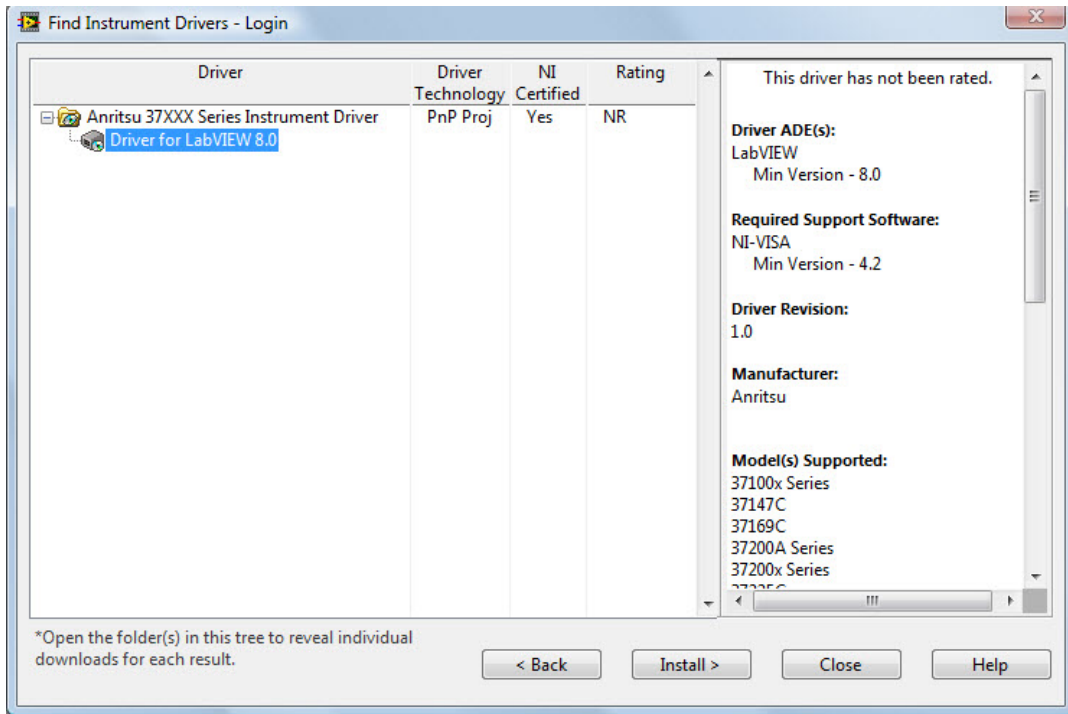 Find Instrument Drivers - Login
Driver
Driver Technology
NI Certified
Rating
Anritsu 37XXX Series Instrument Driver PnP Proj Yes NR
Driver for LabVIEW 8.0
This driver has not been rated.
Driver ADE(s):
LabVIEW
Min Version - 8.0
Required Support Software:
NI-VISA
Min Version - 4.2
Driver Revision:
1.0
Manufacturer:
Anritsu
Model(s) Supported:
37100x Series
37147C
37169C
37200A Series
37200x Series
*Open the folder(s) in this tree to reveal individual
downloads for each result.
< Back Install > Close Help